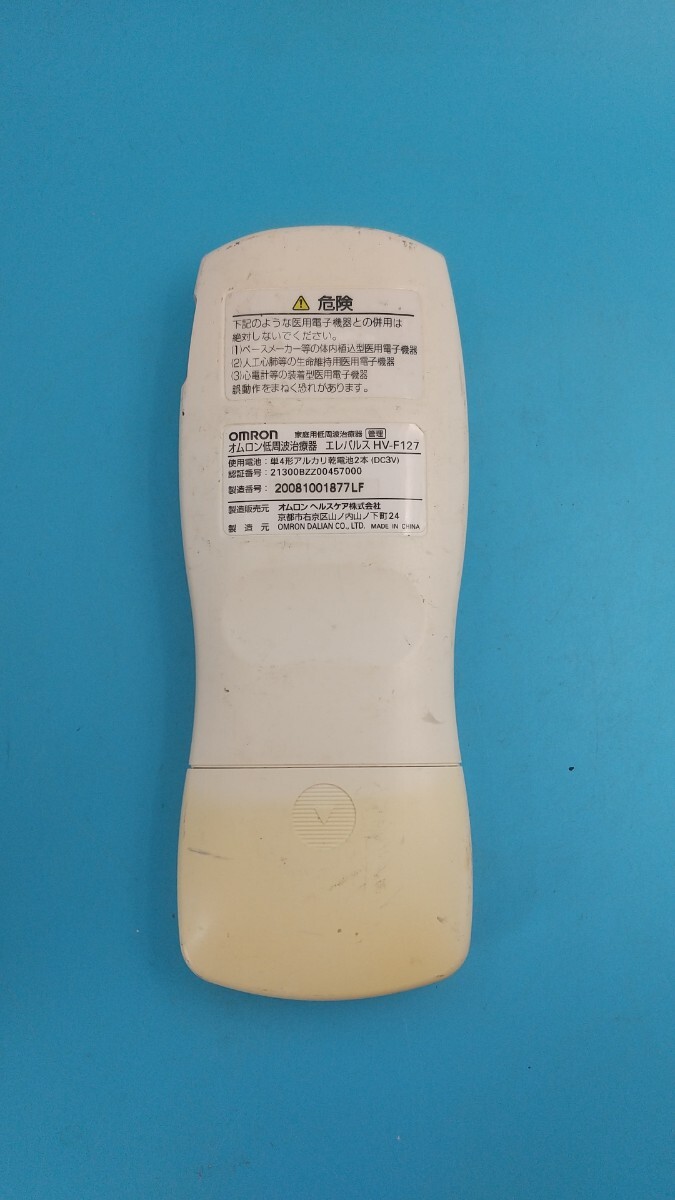 危険
下記のような医用電子機器との併用は
絶対しないでください。
(1)ペースメーカー等の体内植込型医用電子機器
(2)人工心肺等の生命維持用医用電子機器
(3)心電計等の装着型医用電子機器
誤動作をまねく恐れがあります。
OMRON 家庭用低周波治療器 管理
オムロン低周波治療器 エレパルス HV-F127
使用電池:単4形アルカリ乾電池2本 (DC3V)
認証番号:21300BZZ00457000
製造番号:20081001877LF
製造販売元 オムロン ヘルスケア株式会社
京都市右京区山ノ内山ノ下町24
製造元 OMRON DALIAN CO., LTD. MADE IN CHINA